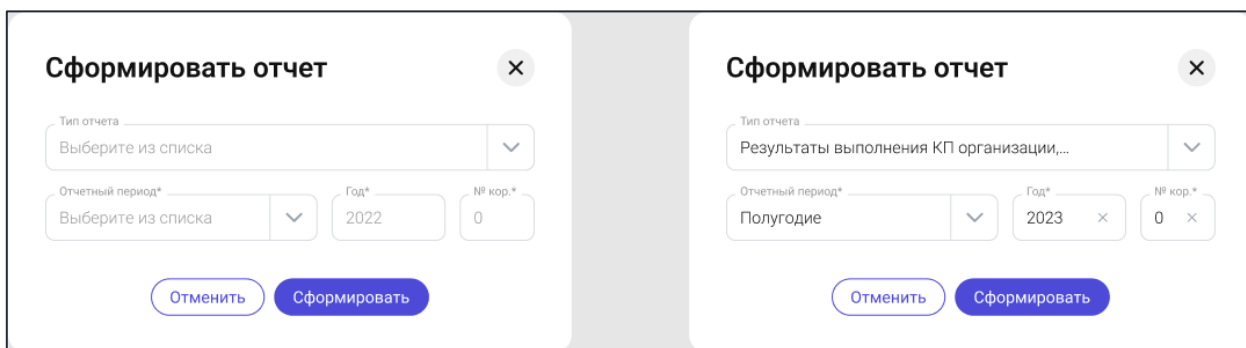 Сформировать отчет
Тип отчета
Выберите из списка
Отчетный период*
Год*
№ кор.*
Выберите из списка
2022
0
Отменить
Сформировать
Сформировать отчет
Тип отчета
Результаты выполнения КП организации,...
Отчетный период*
Год*
№ кор.*
Полугодие
2023
0
Отменить
Сформировать